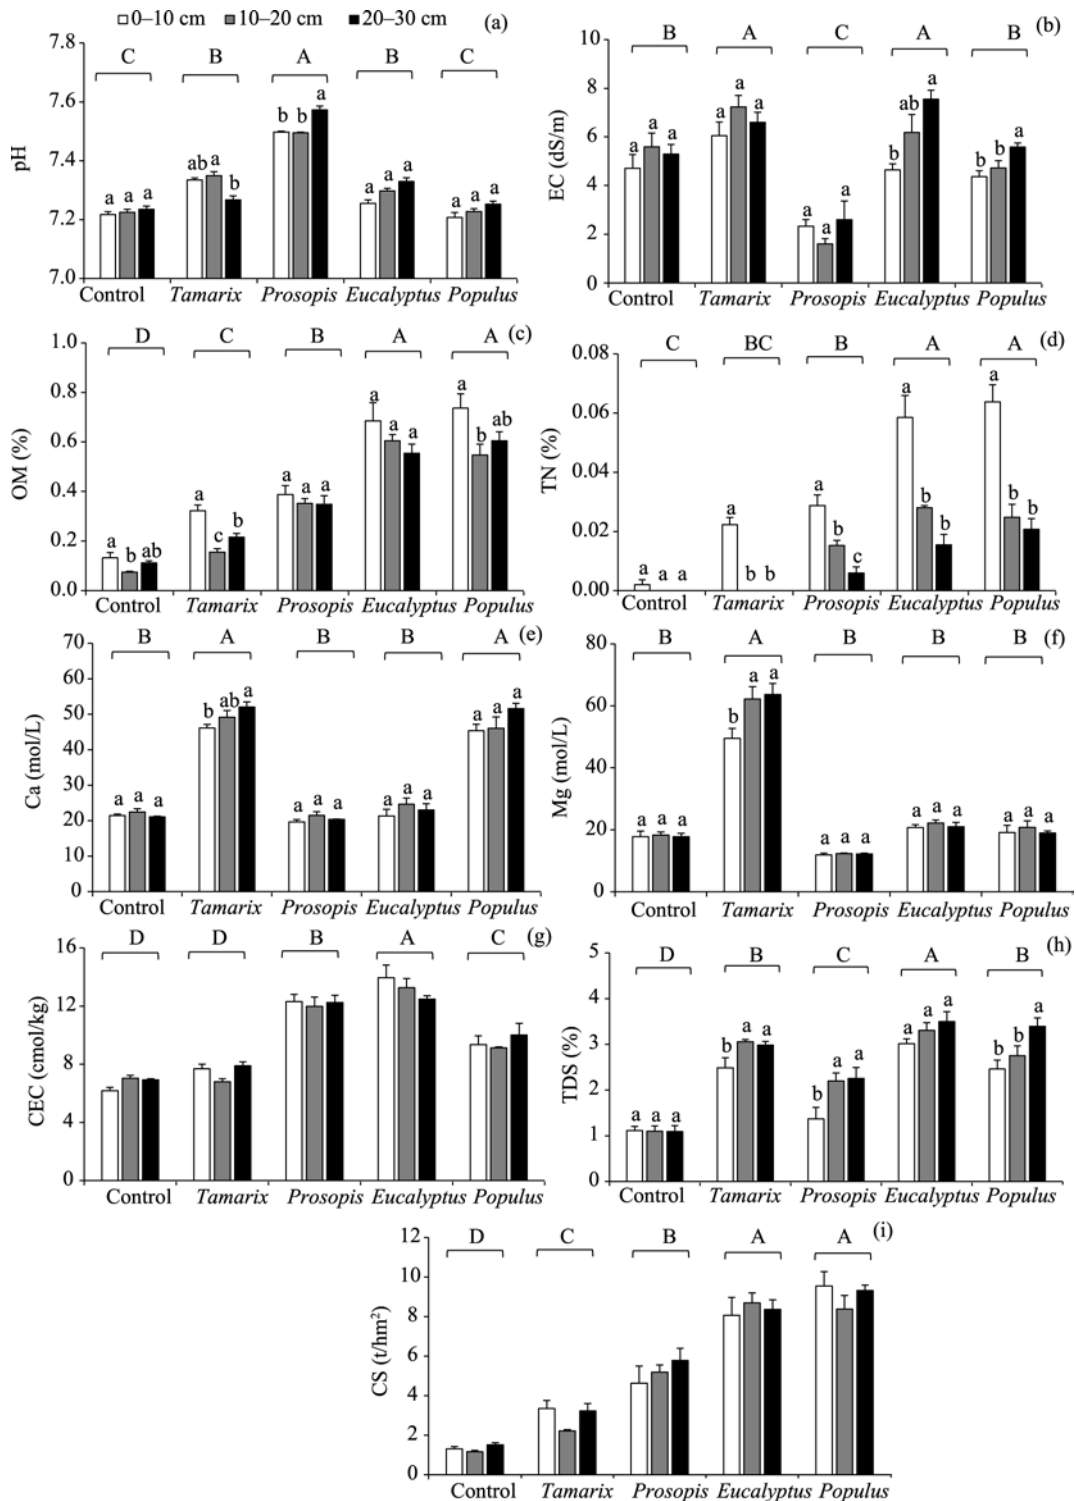 0–10 cm 10–20 cm 20–30 cm (a)
7.8
7.6
7.4
7.2
7.0
pH
C B A B C
a a a ab a b b b a a a a a a a
Control Tamarix Prosopis Eucalyptus Populus
(b)
10
8
6
4
2
0
EC (dS/m)
B A C A B
a a a a a a a a a b ab a b b a
Control Tamarix Prosopis Eucalyptus Populus
(c)
1.0
0.8
0.6
0.4
0.2
0.0
OM (%)
D C B A A
a b ab a c b a a a a a a a b ab
Control Tamarix Prosopis Eucalyptus Populus
(d)
0.08
0.06
0.04
0.02
0.00
TN (%)
C BC B A A
a a a a b b a b c a b b a b b
Control Tamarix Prosopis Eucalyptus Populus
(e)
70
60
50
40
30
20
10
0
Ca (mol/L)
B A B B A
a a a b ab a a a a a a a a a a
Control Tamarix Prosopis Eucalyptus Populus
(f)
80
60
40
20
0
Mg (mol/L)
B A B B B
a a a b a a a a a a a a a a a
Control Tamarix Prosopis Eucalyptus Populus
(g)
16
12
8
4
0
CEC (cmol/kg)
D D B A C
Control Tamarix Prosopis Eucalyptus Populus
(h)
5
4
3
2
1
0
TDS (%)
D B C A B
a a a b a a b a a a a a b b a
Control Tamarix Prosopis Eucalyptus Populus
(i)
12
10
8
6
4
2
0
CS (t/hm²)
D C B A A
Control Tamarix Prosopis Eucalyptus Populus